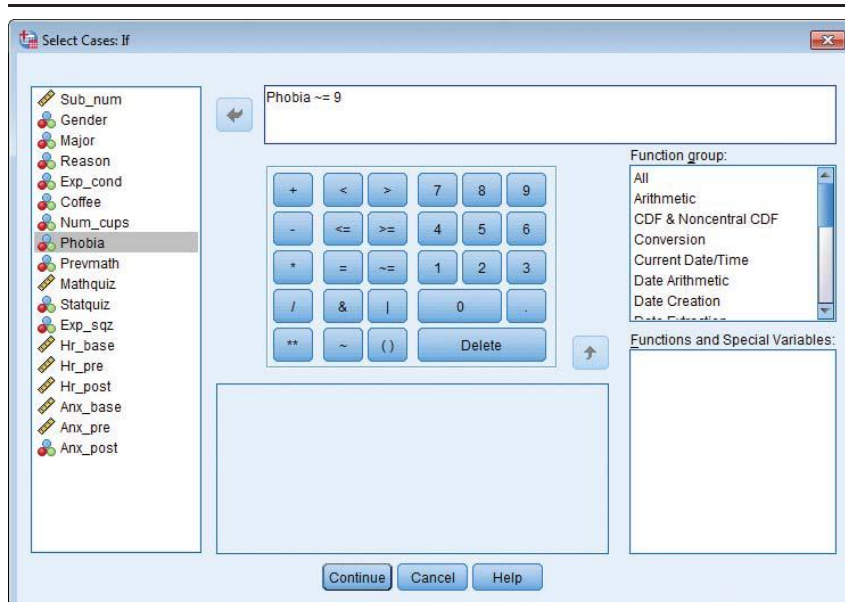 Select Cases: If
Sub_num
Gender
Major
Reason
Exp_cond
Coffee
Num_cups
Phobia
Prevmath
Mathquiz
Statquiz
Exp_sqz
Hr_base
Hr_pre
Hr_post
Anx_base
Anx_pre
Anx_post
Phobia ~= 9
+ < > 7 8 9
- <= >= 4 5 6
* = ~= 1 2 3
/ & | 0 .
** ~ () Delete
Function group:
All
Arithmetic
CDF & Noncentral CDF
Conversion
Current Date/Time
Date Arithmetic
Date Creation
Date Extraction
Functions and Special Variables:
Continue Cancel Help